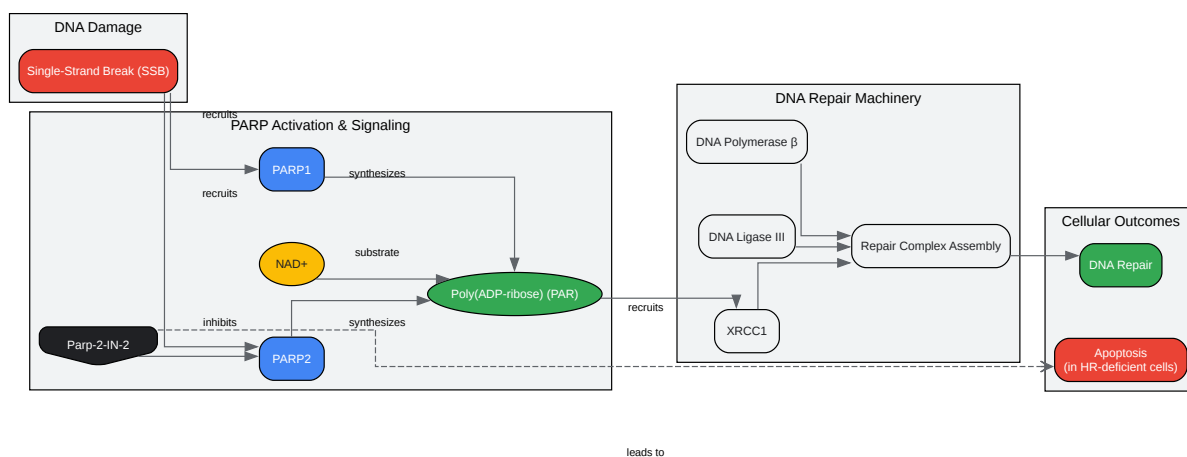 DNA Damage
Single-Strand Break (SSB)
recruits
PARP Activation & Signaling
PARP1
synthesizes
recruits
NAD+
substrate
Poly(ADP-ribose) (PAR)
inhibits
synthesizes
Parp-2-IN-2
PARP2
recruits
DNA Repair Machinery
DNA Polymerase β
DNA Ligase III
Repair Complex Assembly
XRCC1
Cellular Outcomes
DNA Repair
Apoptosis
(in HR-deficient cells)
leads to